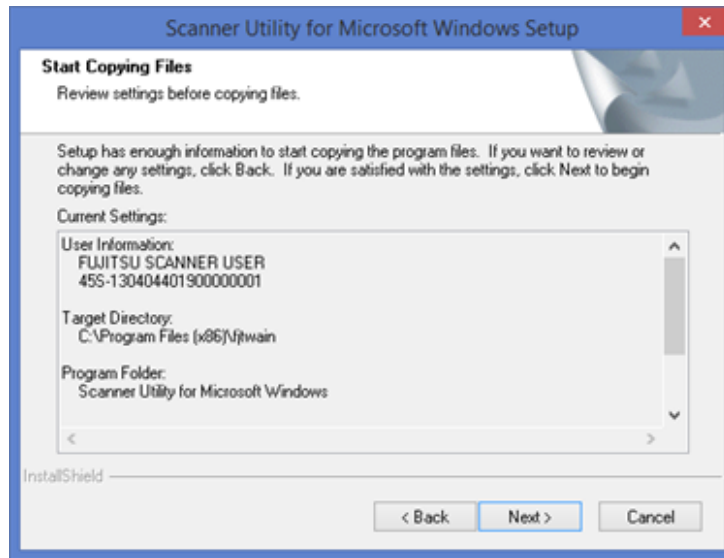 Scanner Utility for Microsoft Windows Setup
Start Copying Files
Review settings before copying files.
Setup has enough information to start copying the program files. If you want to review or
change any settings, click Back. If you are satisfied with the settings, click Next to begin
copying files.
Current Settings:
User Information:
FUJITSU SCANNER USER
45S-130404401900000001
Target Directory:
C:\Program Files (x86)\fjtwain
Program Folder:
Scanner Utility for Microsoft Windows
InstallShield
< Back
Next >
Cancel